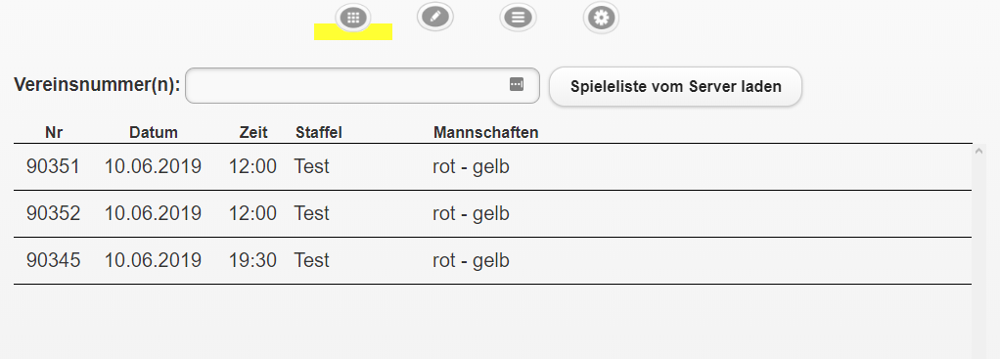 Vereinsnummer(n): Spieleliste vom Server laden
Nr Datum Zeit Staffel Mannschaften
90351 10.06.2019 12:00 Test rot - gelb
90352 10.06.2019 12:00 Test rot - gelb
90345 10.06.2019 19:30 Test rot - gelb